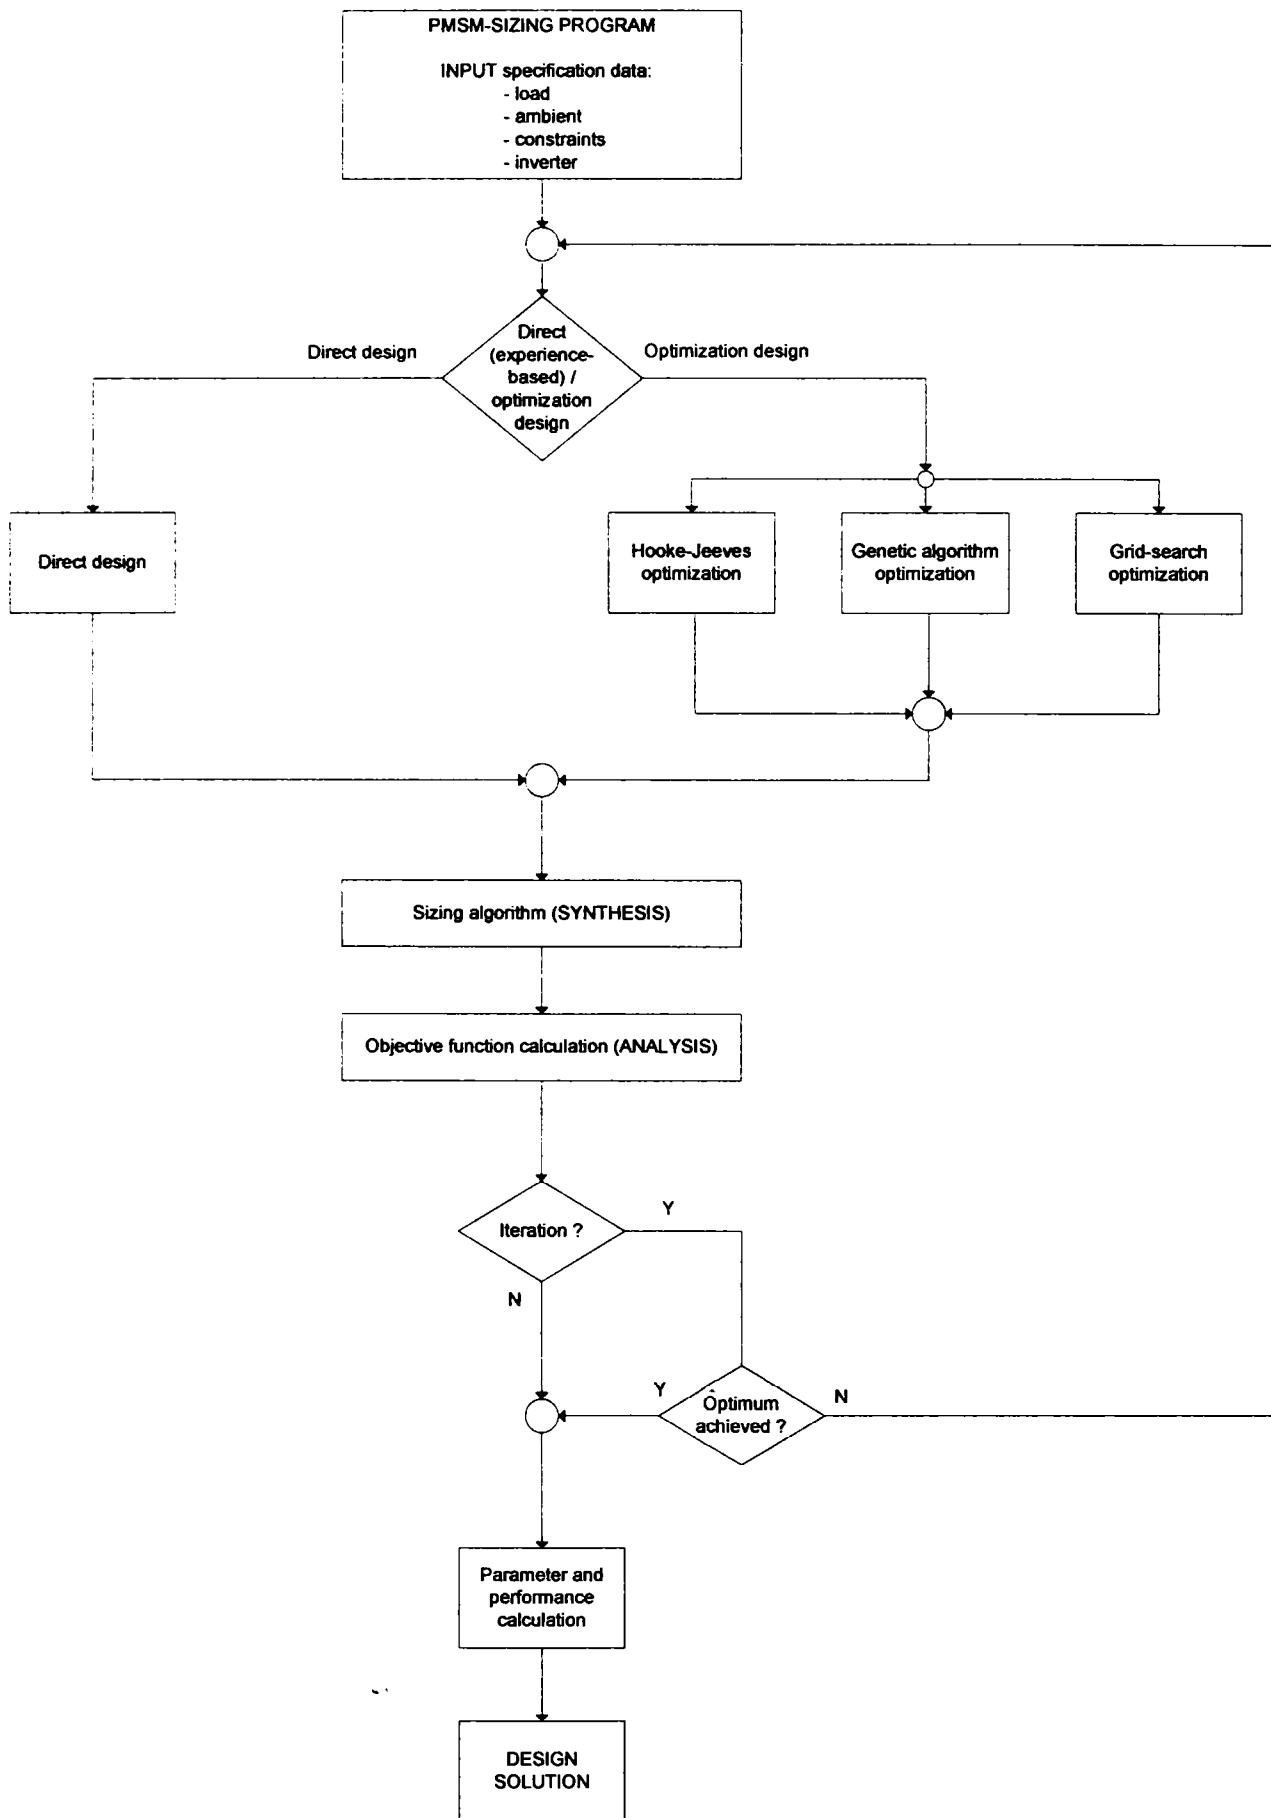 PMSM-SIZING PROGRAM
INPUT specification data:
- load
- ambient
- constraints
- inverter
Direct
(experience-
based) /
optimization
design
Direct design
Optimization design
Direct design
Hooke-Jeeves
optimization
Genetic algorithm
optimization
Grid-search
optimization
Sizing algorithm (SYNTHESIS)
Objective function calculation (ANALYSIS)
Iteration ?
Y
N
Optimum
achieved ?
Y
N
Parameter and
performance
calculation
DESIGN
SOLUTION